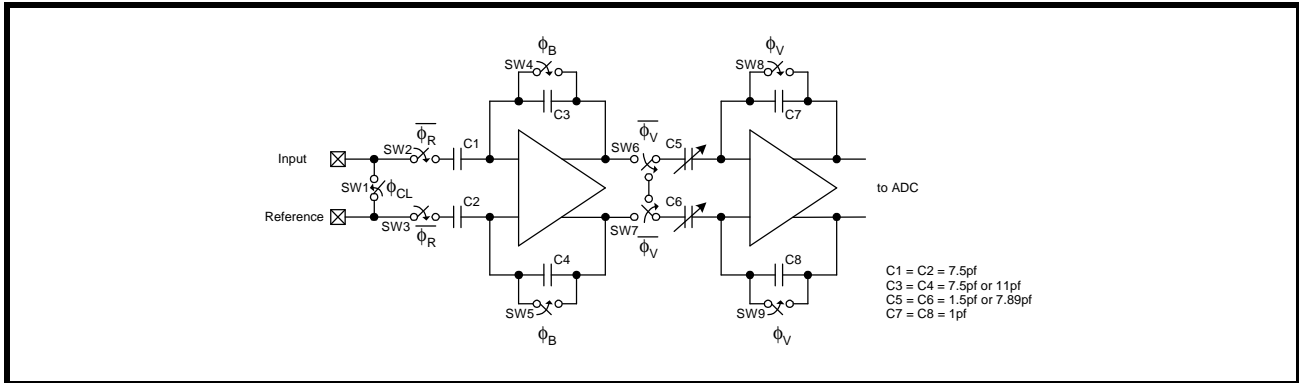 ϕB
SW4
C3
ϕV
SW8
C7
Input
SW2
ϕR
C1
SW6
ϕV
C5
SW1
ϕCL
to ADC
Reference
SW3
ϕR
C2
SW7
ϕV
C6
C4
SW5
ϕB
C8
SW9
ϕV
C1 = C2 = 7.5pf
C3 = C4 = 7.5pf or 11pf
C5 = C6 = 1.5pf or 7.89pf
C7 = C8 = 1pf